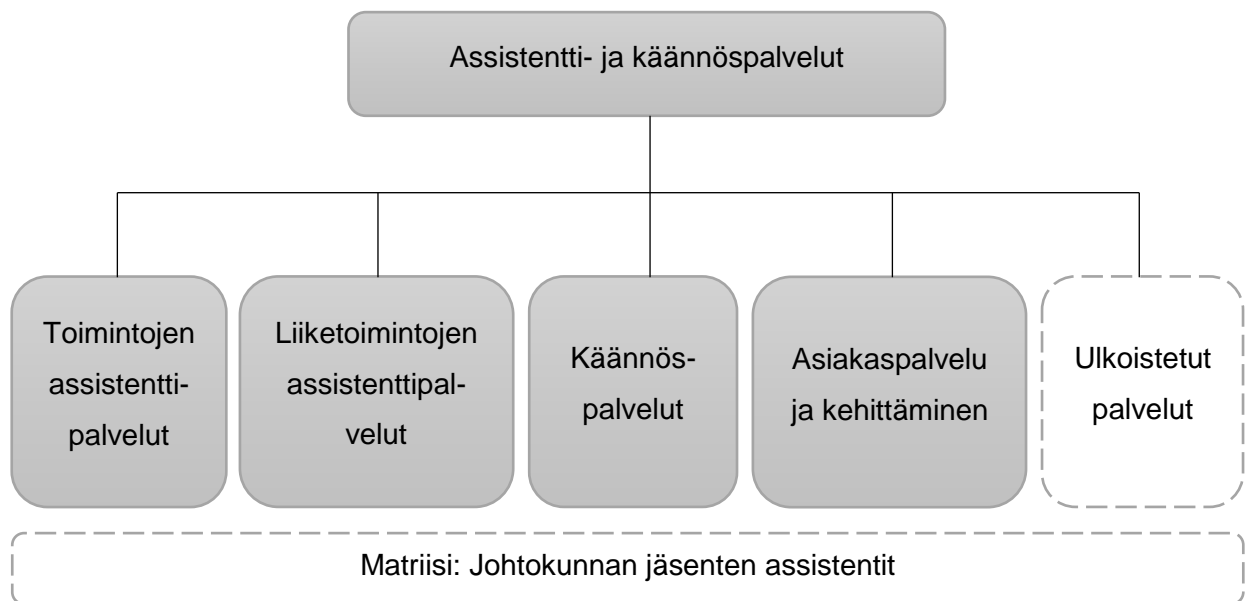 Assistentti- ja käännöspalvelut
Toimintojen
assistentti-
palvelut
Liiketoimintojen
assistenttipal-
velut
Käännös-
palvelut
Asiakaspalvelu
ja kehittäminen
Ulkoistetut
palvelut
Matriisi: Johtokunnan jäsenten assistentit